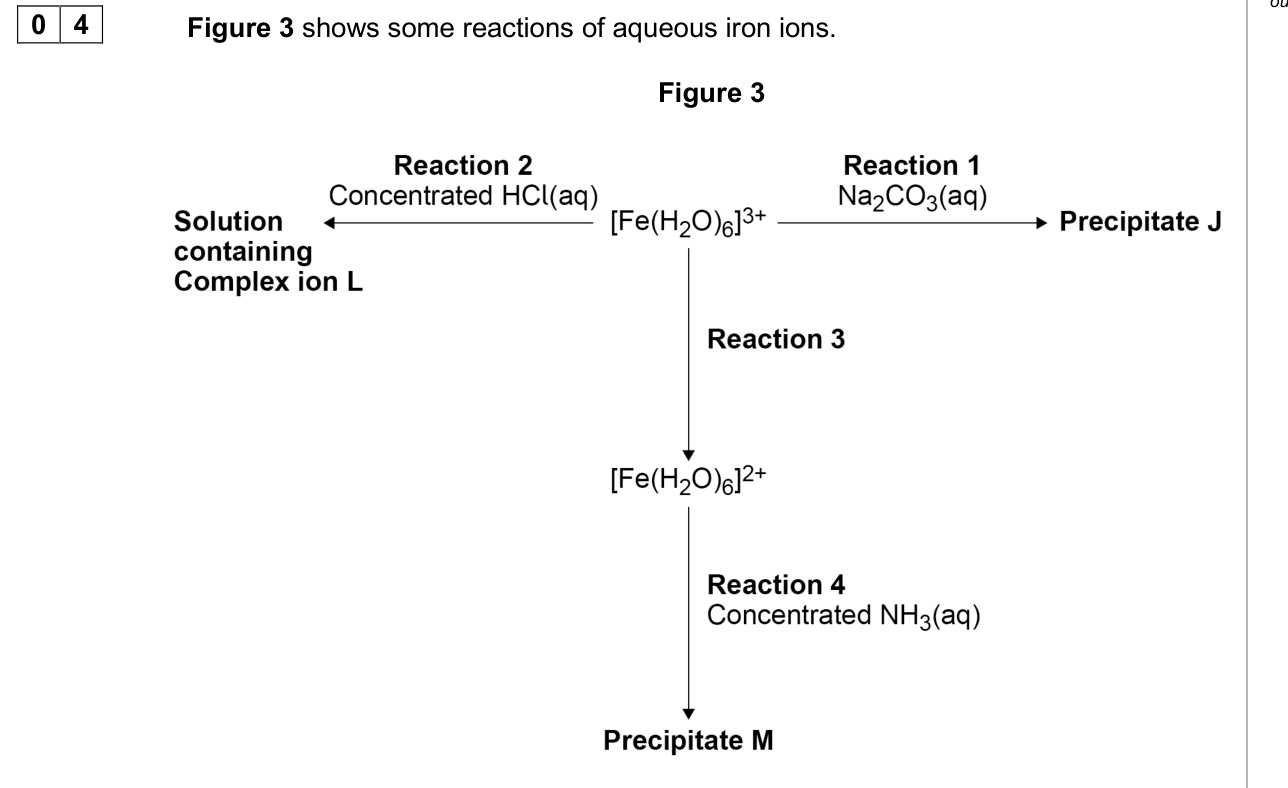 ou
0 4 Figure 3 shows some reactions of aqueous iron ions.
Figure 3
Reaction 2
Concentrated HCl(aq)
Reaction 1
Na₂CO₃(aq)
Solution
containing
Complex ion L
[Fe(H₂O)₆]³⁺
Precipitate J
Reaction 3
[Fe(H₂O)₆]²⁺
Reaction 4
Concentrated NH₃(aq)
Precipitate M